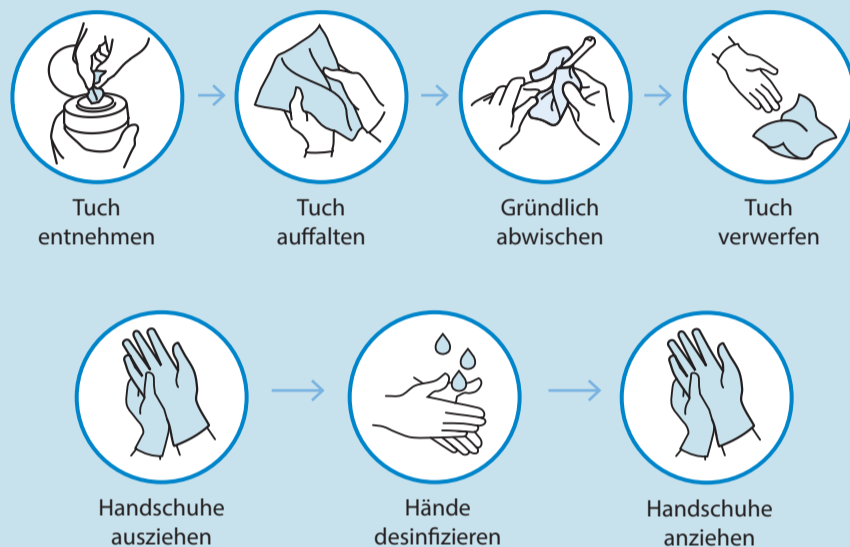 Tuch
entnehmen
Tuch
auffalten
Gründlich
abwischen
Tuch
verwerfen
Handschuhe
ausziehen
Hände
desinfizieren
Handschuhe
anziehen